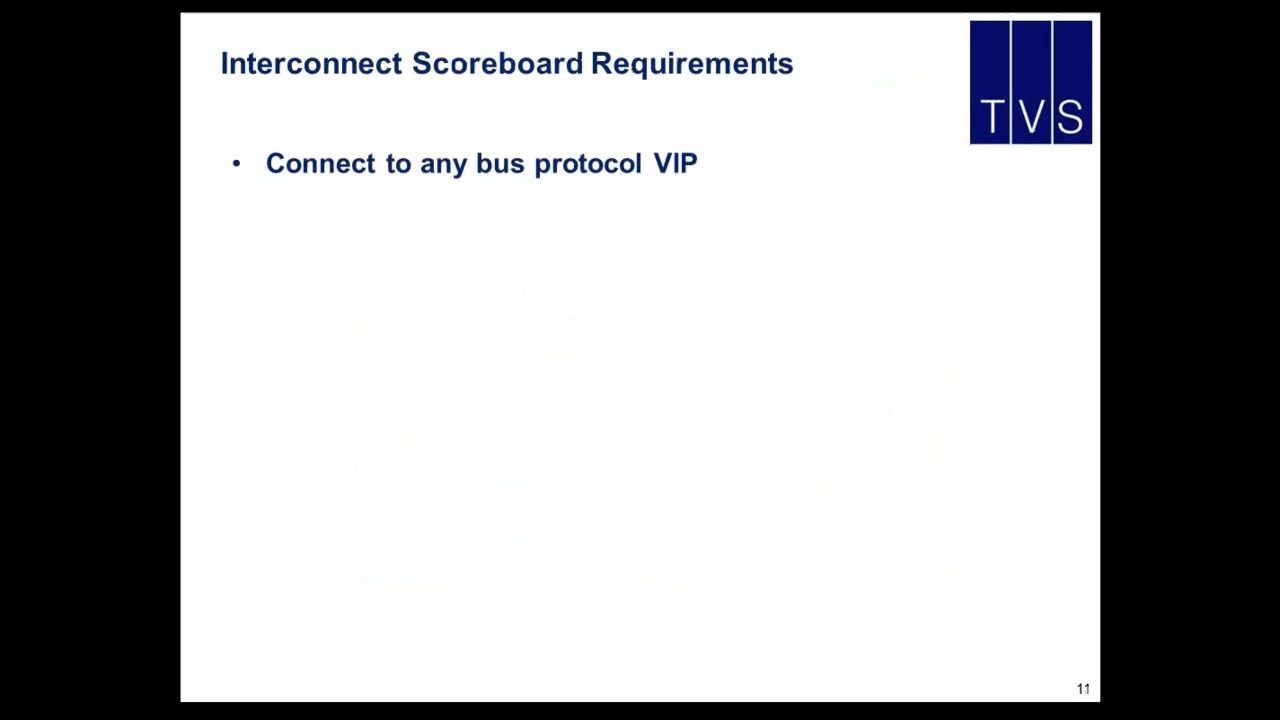 Interconnect Scoreboard Requirements
TVS
• Connect to any bus protocol VIP
11